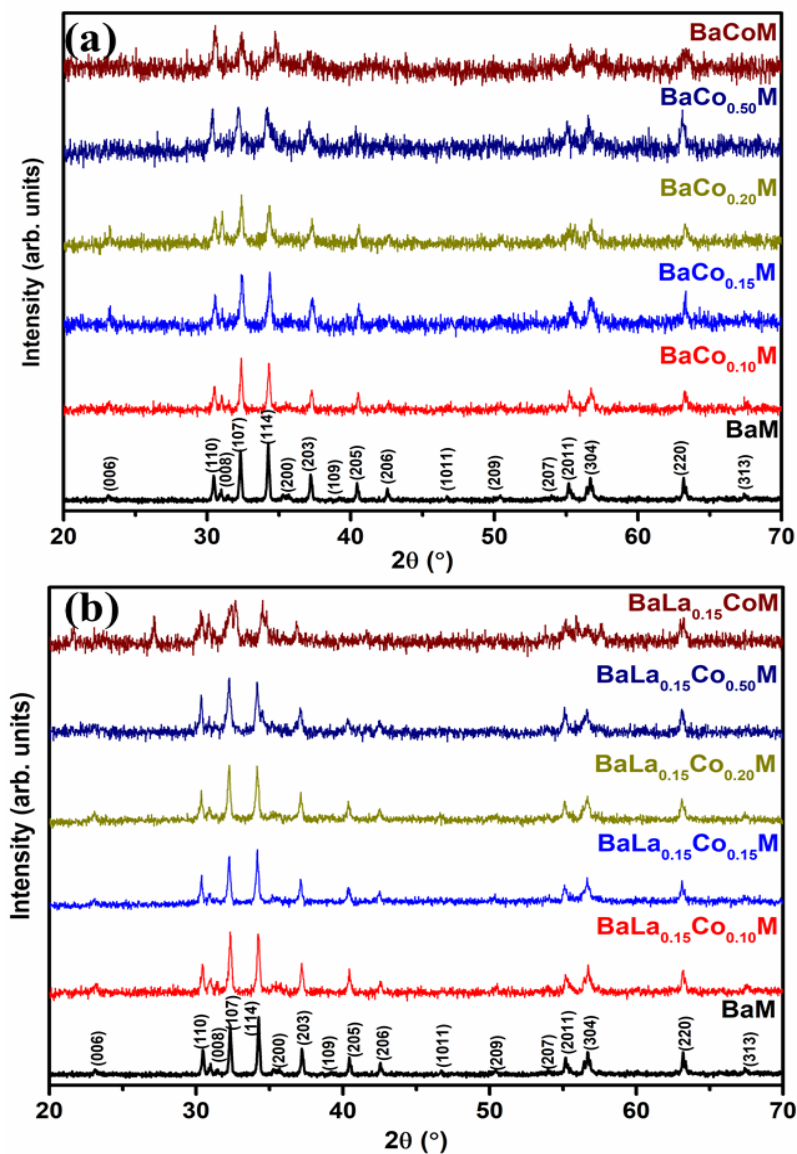 (a)
BaCoM
BaCo0.50M
BaCo0.20M
BaCo0.15M
BaCo0.10M
BaM
(006)
(110)
(008)
(107)
(114)
(200)
(203)
(109)
(205)
(206)
(1011)
(209)
(207)
(2011)
(304)
(220)
(313)
20 30 40 50 60 70
2θ (°)
Intensity (arb. units)
(b)
BaLa0.15CoM
BaLa0.15Co0.50M
BaLa0.15Co0.20M
BaLa0.15Co0.15M
BaLa0.15Co0.10M
BaM
(006)
(110)
(008)
(107)
(114)
(200)
(203)
(109)
(205)
(206)
(1011)
(209)
(207)
(2011)
(304)
(220)
(313)
20 30 40 50 60 70
2θ (°)
Intensity (arb. units)